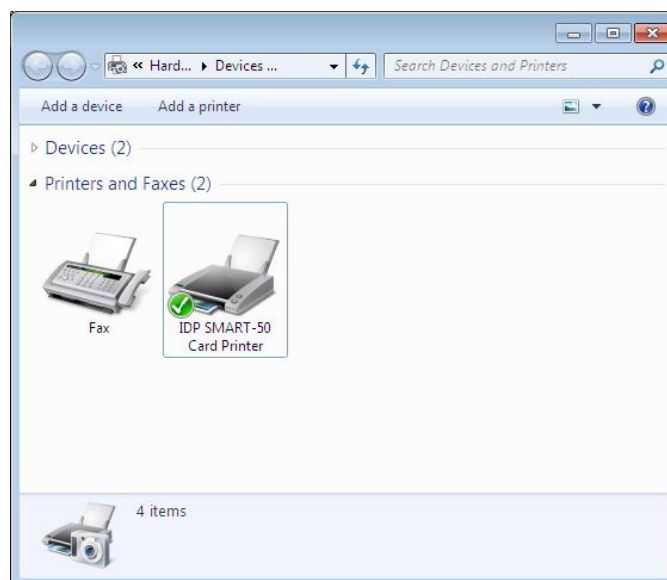 « Hard... ▸ Devices ...
Search Devices and Printers
Add a device Add a printer
Devices (2)
Printers and Faxes (2)
Fax
IDP SMART-50
Card Printer
4 items